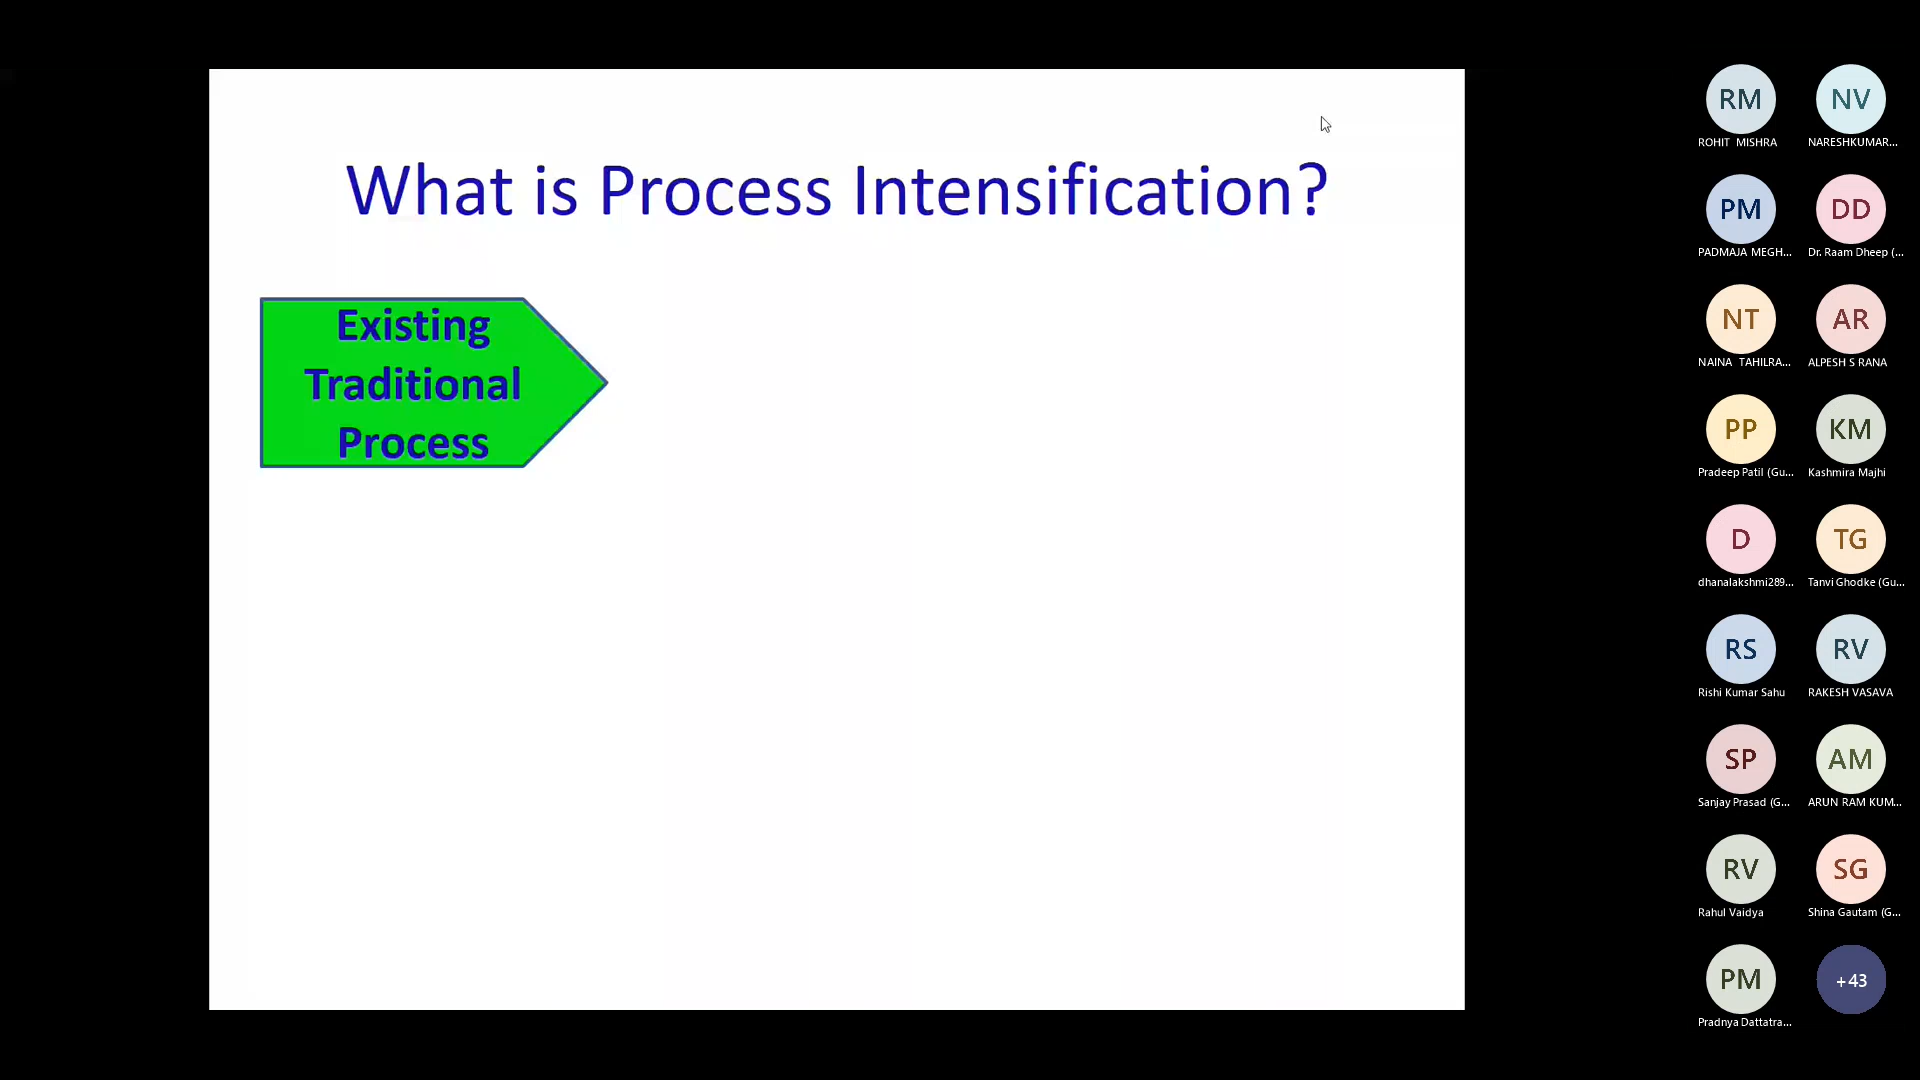 What is Process Intensification?
Existing
Traditional
Process
RM
ROHIT MISHRA
NV
NARESHKUMAR...
PM
PADMAJA MEGH...
DD
Dr. Raam Dheep (...
NT
NAINA TAHILRA...
AR
ALPESH S RANA
PP
Pradeep Patil (Gu...
KM
Kashmira Majhi
D
dhanalakshmi289...
TG
Tanvi Ghodke (Gu...
RS
Rishi Kumar Sahu
RV
RAKESH VASAVA
SP
Sanjay Prasad (G...
AM
ARUN RAM KUM...
RV
Rahul Vaidya
SG
Shina Gautam (G...
PM
Pradnya Dattatra...
+43